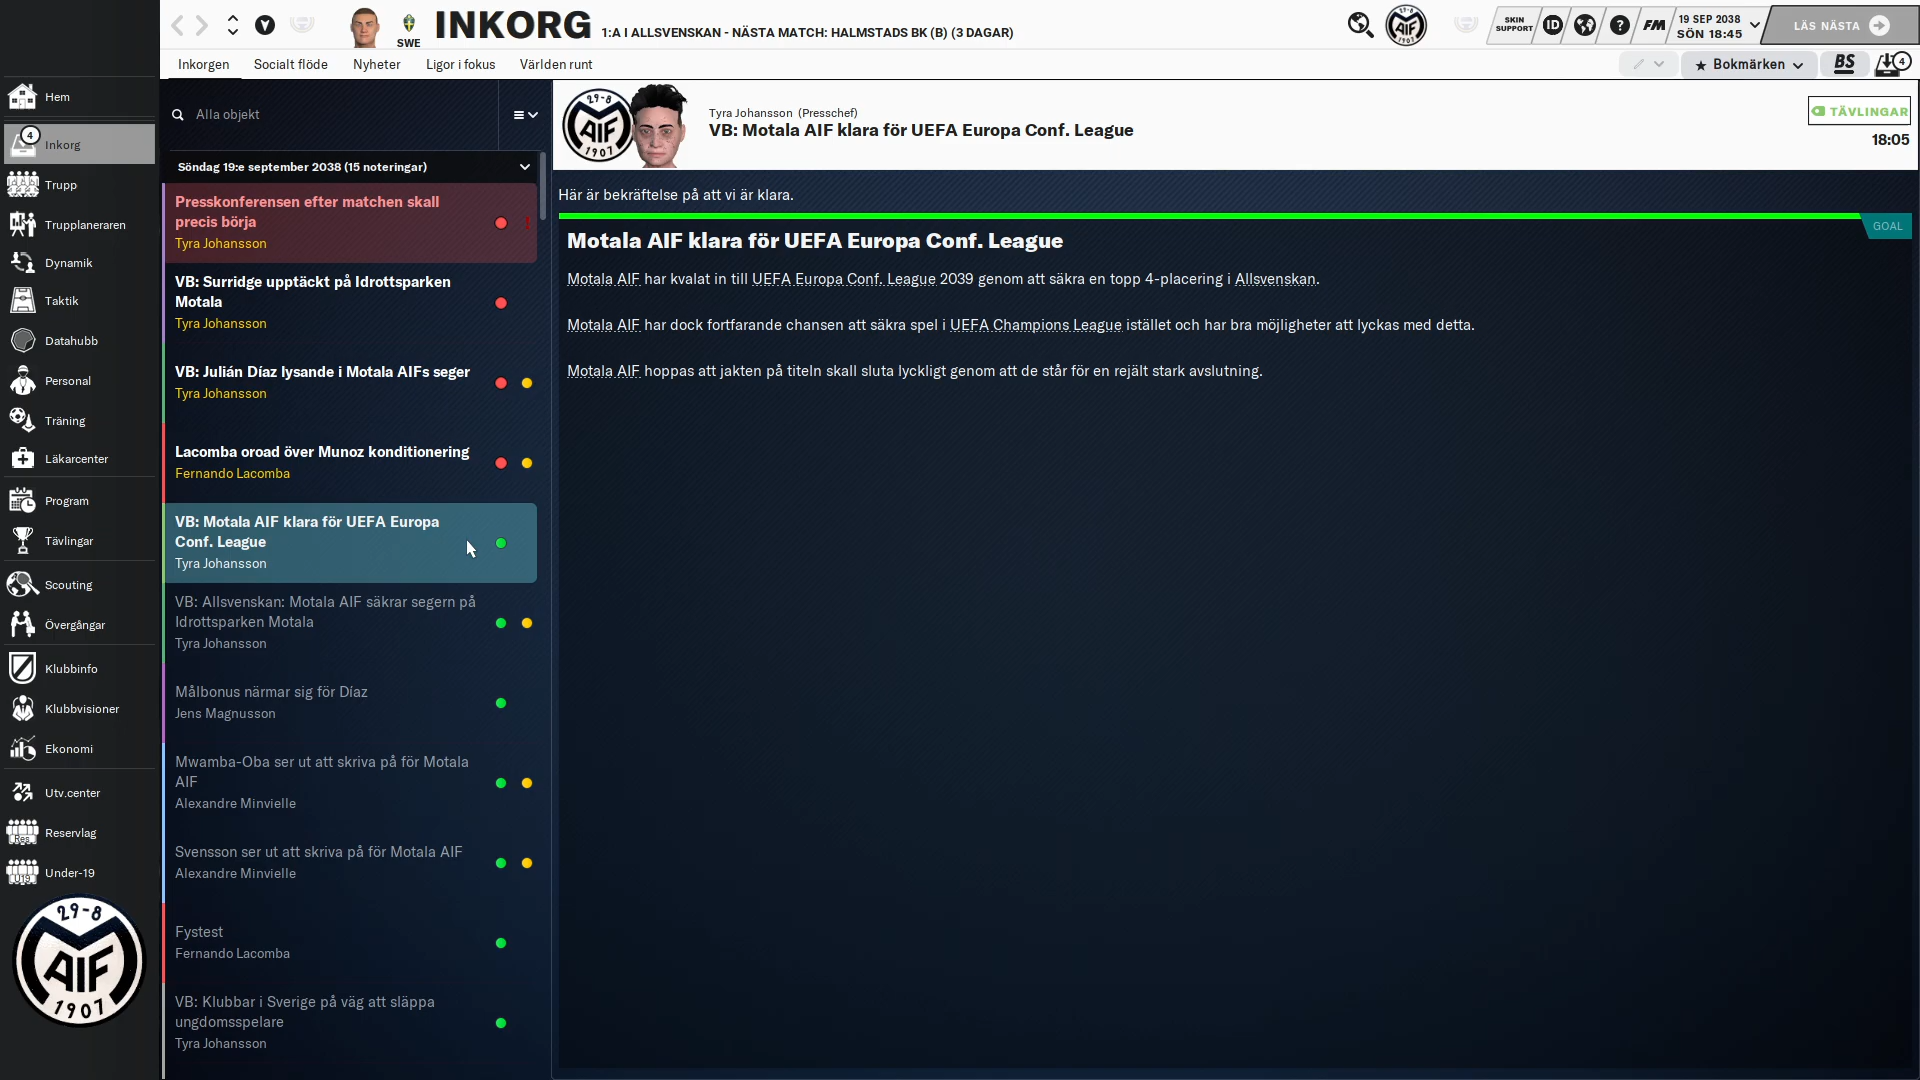 SWE
INKORG
1:A I ALLSVENSKAN - NÄSTA MATCH: HALMSTADS BK (B) (3 DAGAR)
29-8
AIF
1907
SKIN
SUPPORT
ID
?
FM
19 SEP 2038
SÖN 18:45
LÄS NÄSTA
Inkorgen
Socialt flöde
Nyheter
Ligor i fokus
Världen runt
Bokmärken
BS
4
Hem
4
Inkorg
Trupp
Trupplaneraren
Dynamik
Taktik
Datahubb
Personal
Träning
Läkarcenter
Program
Tävlingar
Scouting
Övergångar
Klubbinfo
Klubbvisioner
Ekonomi
Utv.center
Res
Reservlag
U19
Under-19
29-8
AIF
1907
Alla objekt
Söndag 19:e september 2038 (15 noteringar)
Presskonferensen efter matchen skall
precis börja
Tyra Johansson
VB: Surridge upptäckt på Idrottsparken
Motala
Tyra Johansson
VB: Julián Díaz lysande i Motala AIFs seger
Tyra Johansson
Lacomba oroad över Munoz konditionering
Fernando Lacomba
VB: Motala AIF klara för UEFA Europa
Conf. League
Tyra Johansson
VB: Allsvenskan: Motala AIF säkrar segern på
Idrottsparken Motala
Tyra Johansson
Målbonus närmar sig för Díaz
Jens Magnusson
Mwamba-Oba ser ut att skriva på för Motala
AIF
Alexandre Minvielle
Svensson ser ut att skriva på för Motala AIF
Alexandre Minvielle
Fystest
Fernando Lacomba
VB: Klubbar i Sverige på väg att släppa
ungdomsspelare
Tyra Johansson
29-8
AIF
1907
Tyra Johansson (Presschef)
VB: Motala AIF klara för UEFA Europa Conf. League
TÄVLINGAR
18:05
Här är bekräftelse på att vi är klara.
GOAL
Motala AIF klara för UEFA Europa Conf. League
Motala AIF har kvalat in till UEFA Europa Conf. League 2039 genom att säkra en topp 4-placering i Allsvenskan.
Motala AIF har dock fortfarande chansen att säkra spel i UEFA Champions League istället och har bra möjligheter att lyckas med detta.
Motala AIF hoppas att jakten på titeln skall sluta lyckligt genom att de står för en rejält stark avslutning.